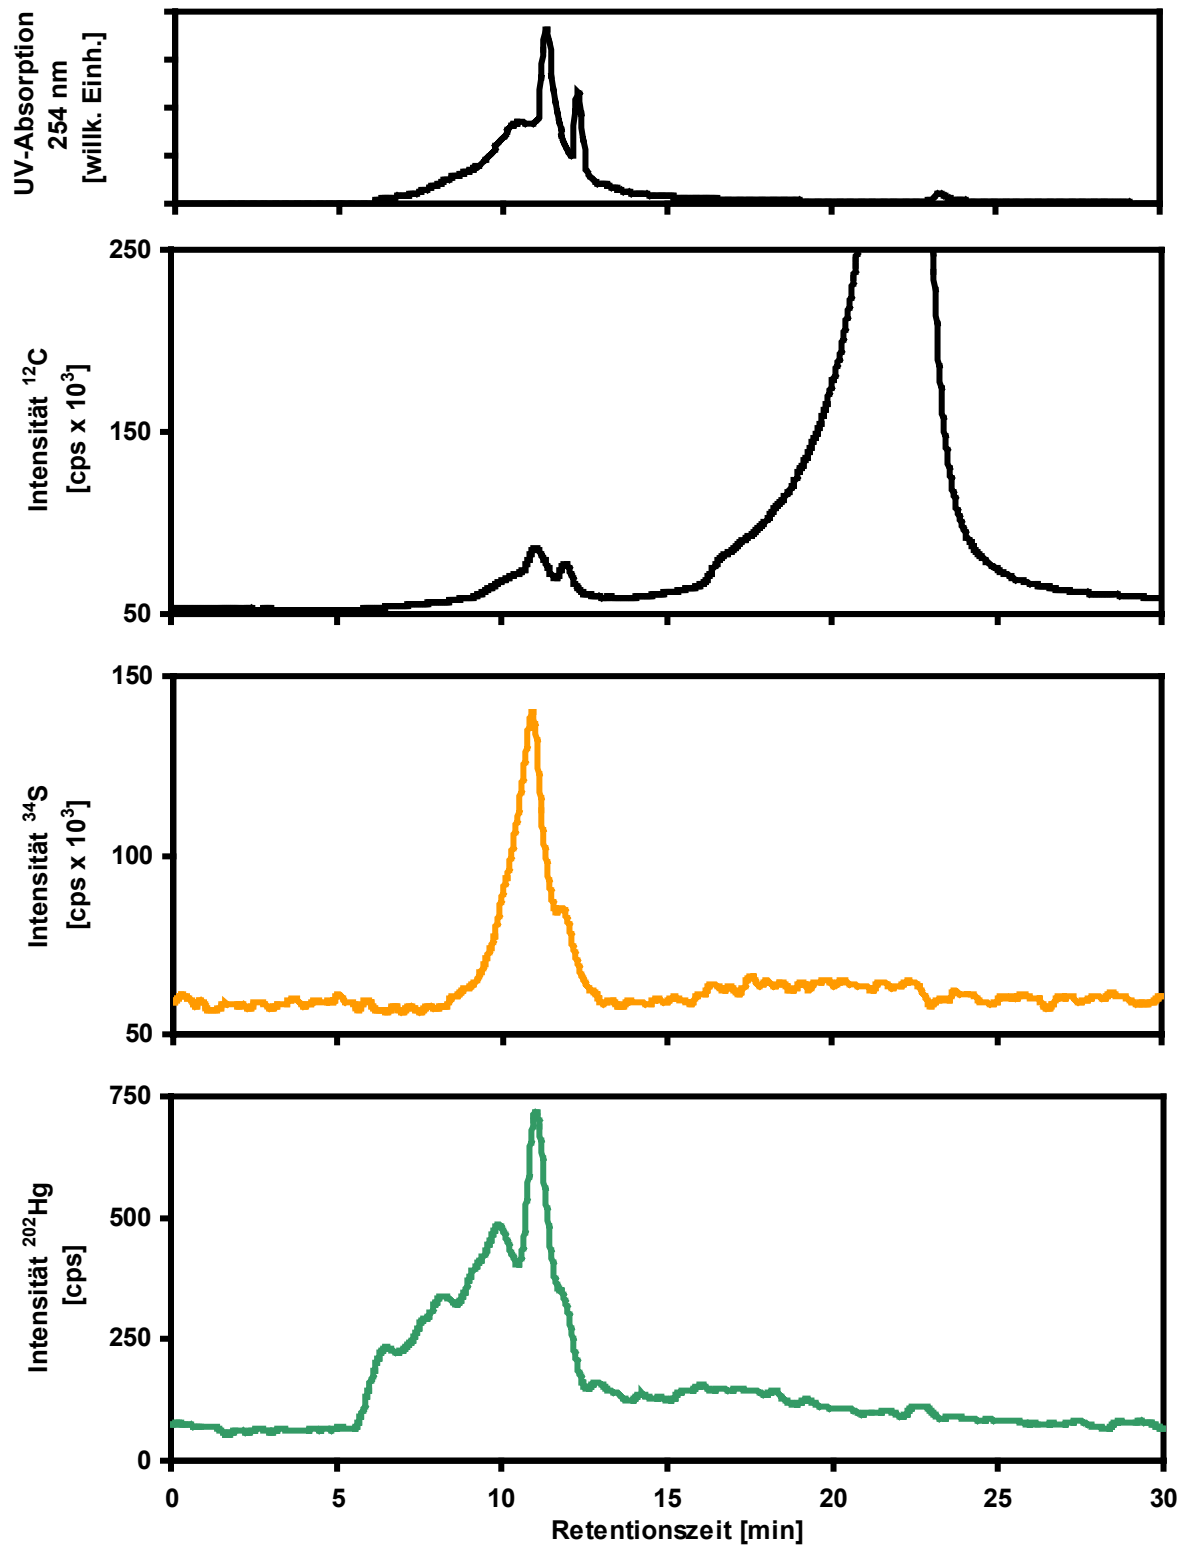 UV-Absorption
254 nm
[willk. Einh.]
Intensität ¹²C
[cps x 10³]
250
150
50
Intensität ³⁴S
[cps x 10³]
150
100
50
Intensität ²⁰²Hg
[cps]
750
500
250
0
0 5 10 15 20 25 30
Retentionszeit [min]